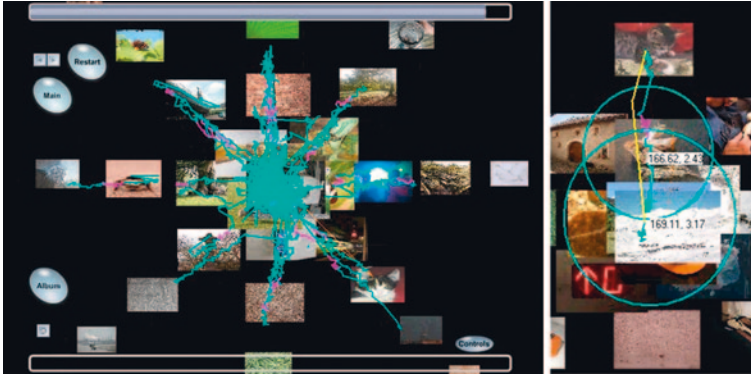 Restart
Main
Album
Controls
166.62, 2.43
169.11, 3.17